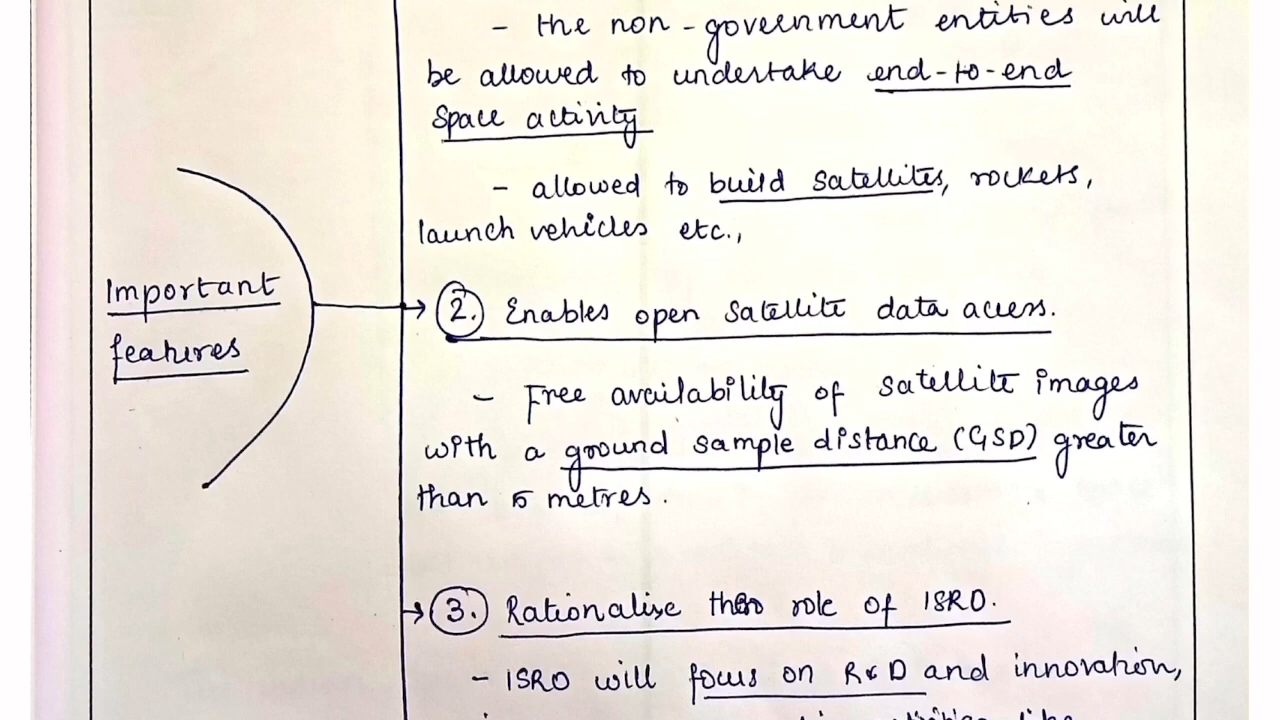 - the non-government entities will
be allowed to undertake end-to-end
space activity
- allowed to build satellites, rockets,
launch vehicles etc.,
Important
features
2. Enables open satellite data access.
- Free availability of satellite images
with a ground sample distance (GSD) greater
than 5 metres.
3. Rationalise the role of ISRO.
- ISRO will focus on R&D and innovation,